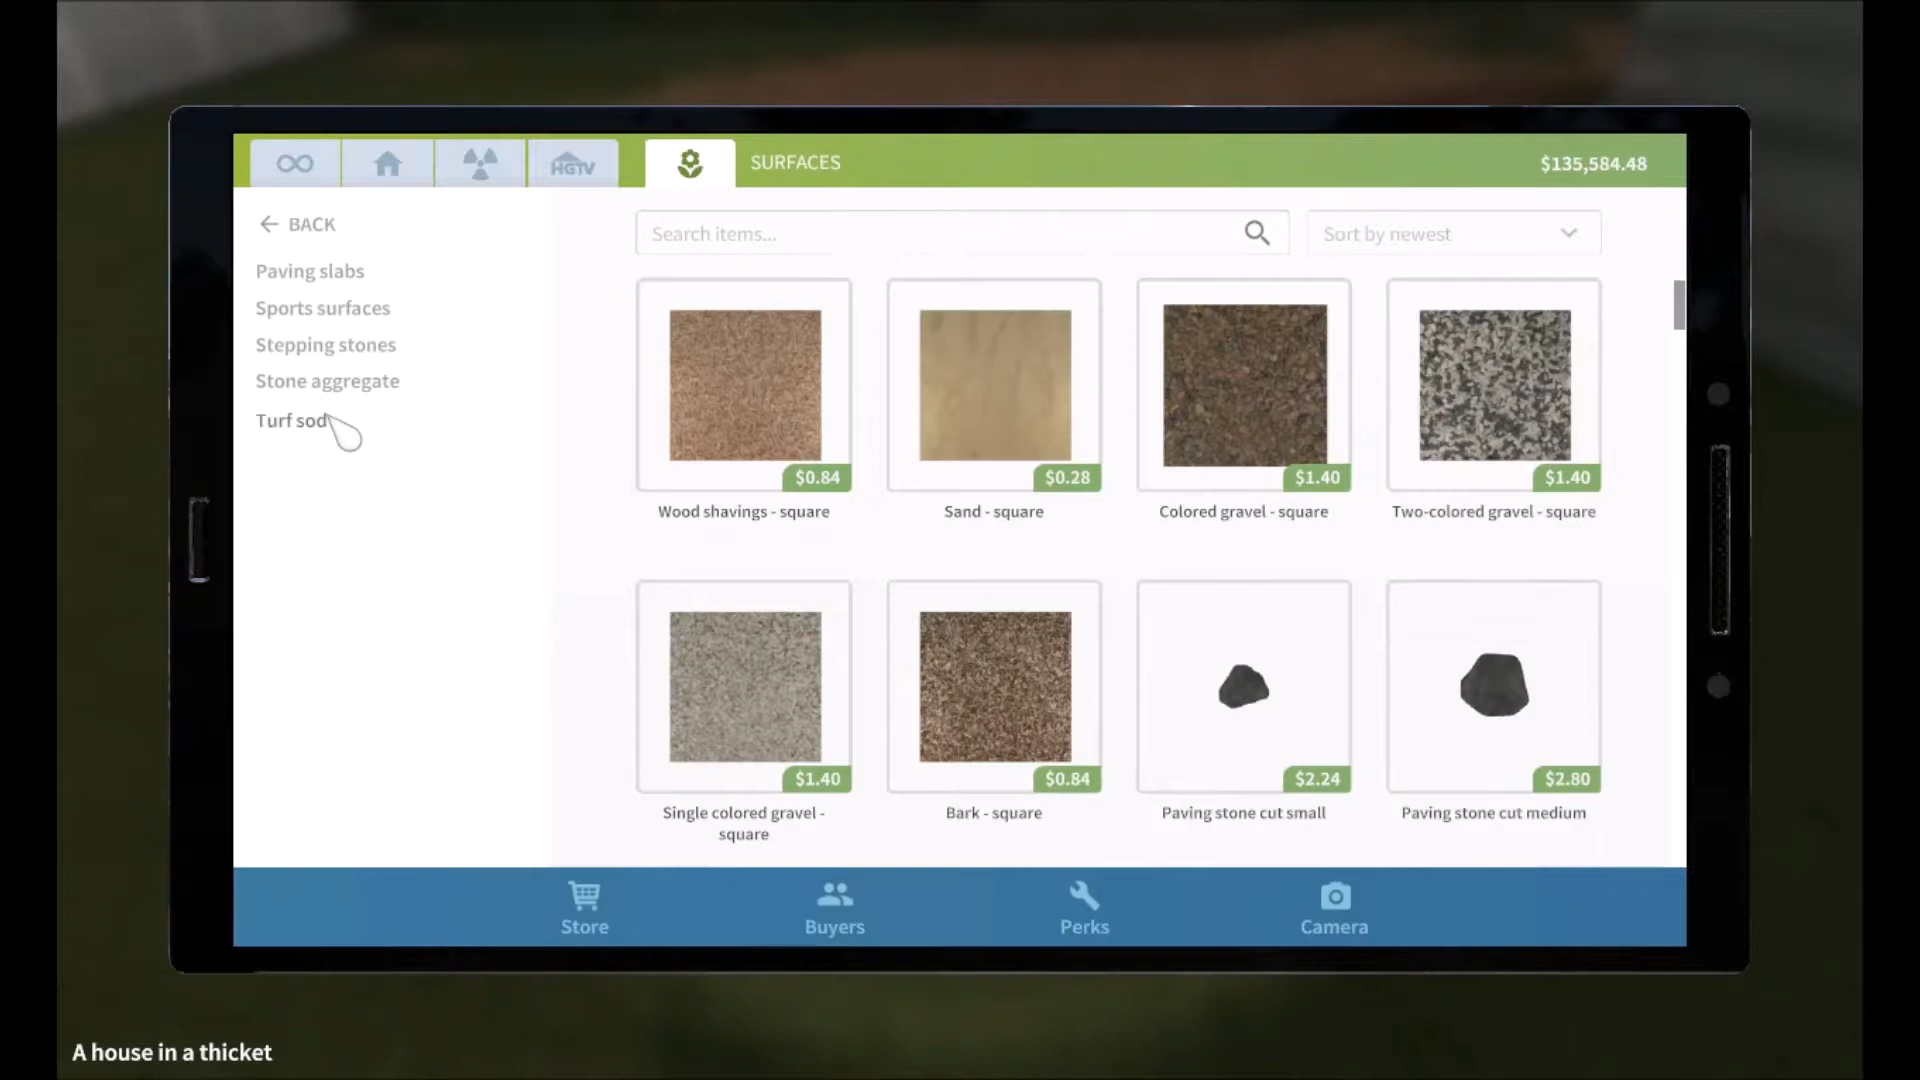 HGTV
SURFACES
$135,584.48
BACK
Paving slabs
Sports surfaces
Stepping stones
Stone aggregate
Turf sod
Search items...
Sort by newest
$0.84
$0.28
$1.40
$1.40
Wood shavings - square
Sand - square
Colored gravel - square
Two-colored gravel - square
$1.40
$0.84
$2.24
$2.80
Single colored gravel -
square
Bark - square
Paving stone cut small
Paving stone cut medium
Store
Buyers
Perks
Camera
A house in a thicket